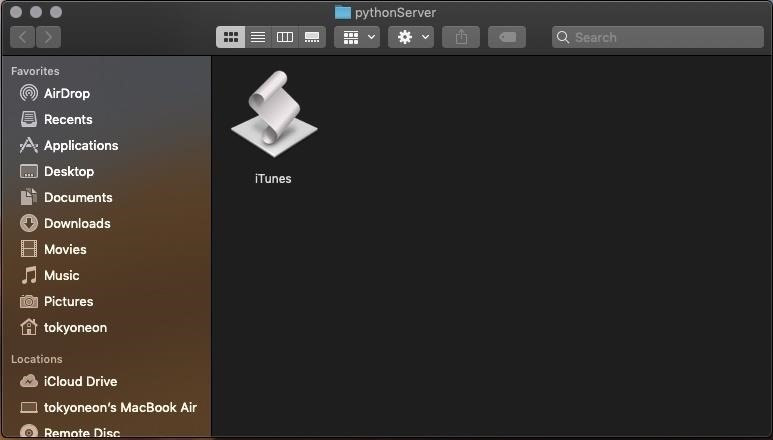 pythonServer
Search
Favorites
AirDrop
Recents
Applications
Desktop
Documents
Downloads
Movies
Music
Pictures
tokyoneon
Locations
iCloud Drive
tokyoneon's MacBook Air
Remote Disc
iTunes